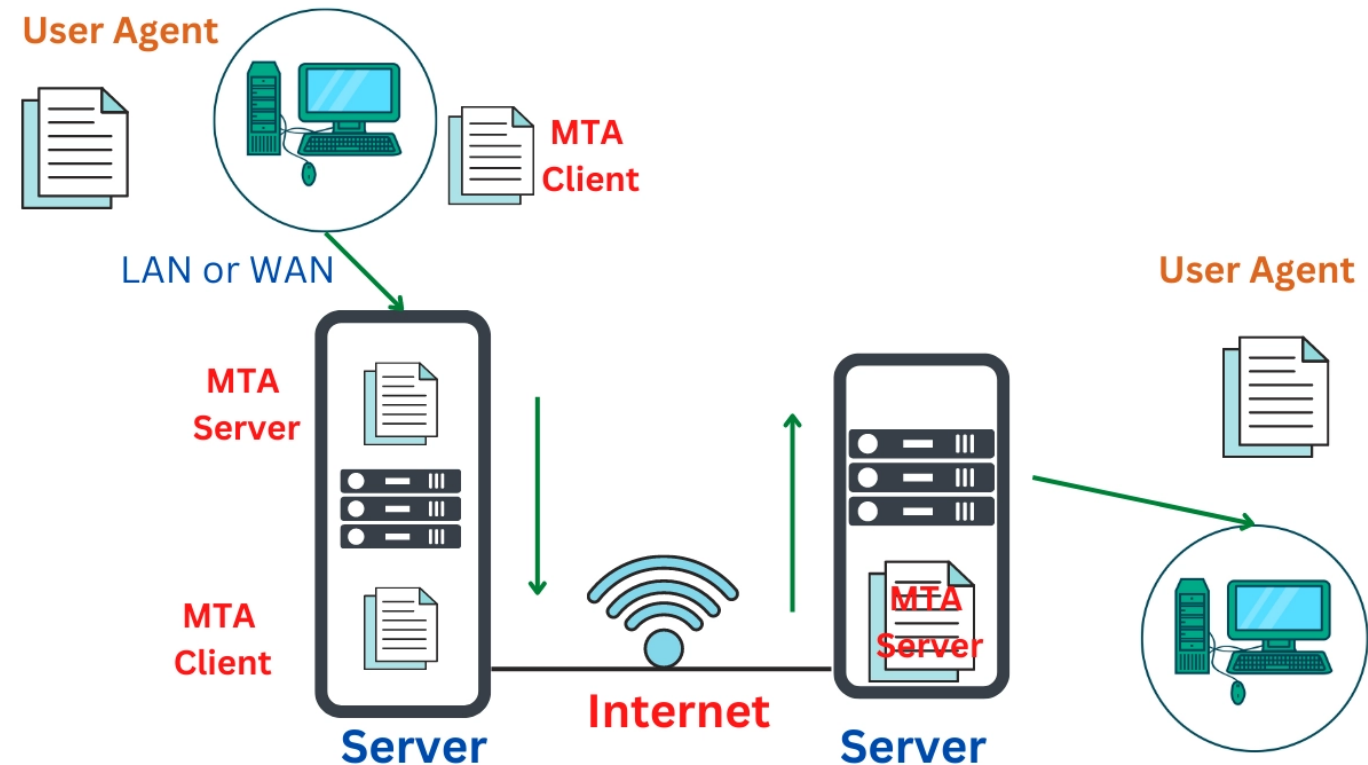 User Agent
MTA
Client
LAN or WAN
User Agent
MTA
Server
MTA
Client
MTA
Server
Internet
Server
Server